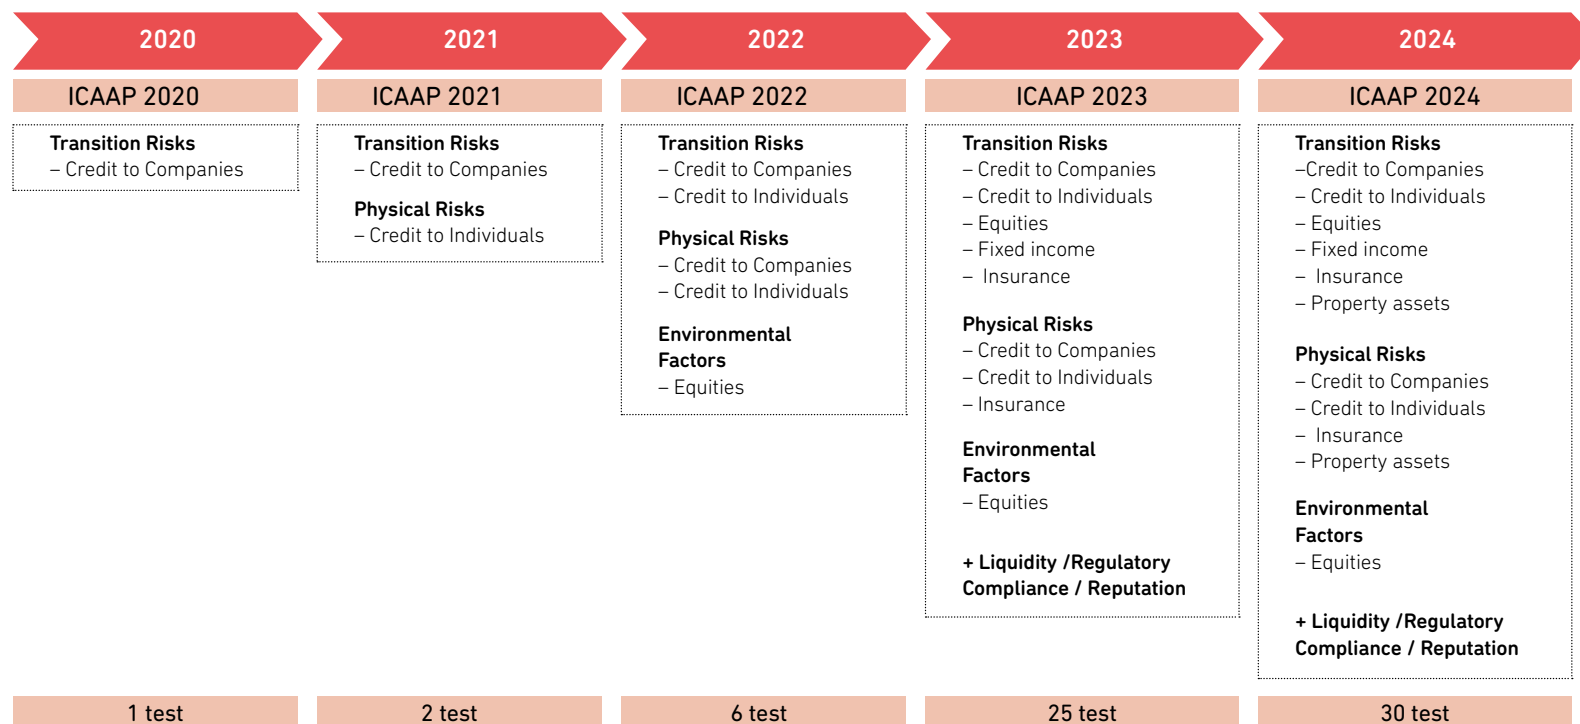 2020
2021
2022
2023
2024
ICAAP 2020
ICAAP 2021
ICAAP 2022
ICAAP 2023
ICAAP 2024
Transition Risks
– Credit to Companies
Transition Risks
– Credit to Companies
Physical Risks
– Credit to Individuals
Transition Risks
– Credit to Companies
– Credit to Individuals
Physical Risks
– Credit to Companies
– Credit to Individuals
Environmental
Factors
– Equities
Transition Risks
– Credit to Companies
– Credit to Individuals
– Equities
– Fixed income
– Insurance
Physical Risks
– Credit to Companies
– Credit to Individuals
– Insurance
Environmental
Factors
– Equities
+ Liquidity /Regulatory
Compliance / Reputation
Transition Risks
–Credit to Companies
– Credit to Individuals
– Equities
– Fixed income
– Insurance
– Property assets
Physical Risks
– Credit to Companies
– Credit to Individuals
– Insurance
– Property assets
Environmental
Factors
– Equities
+ Liquidity /Regulatory
Compliance / Reputation
1 test
2 test
6 test
25 test
30 test